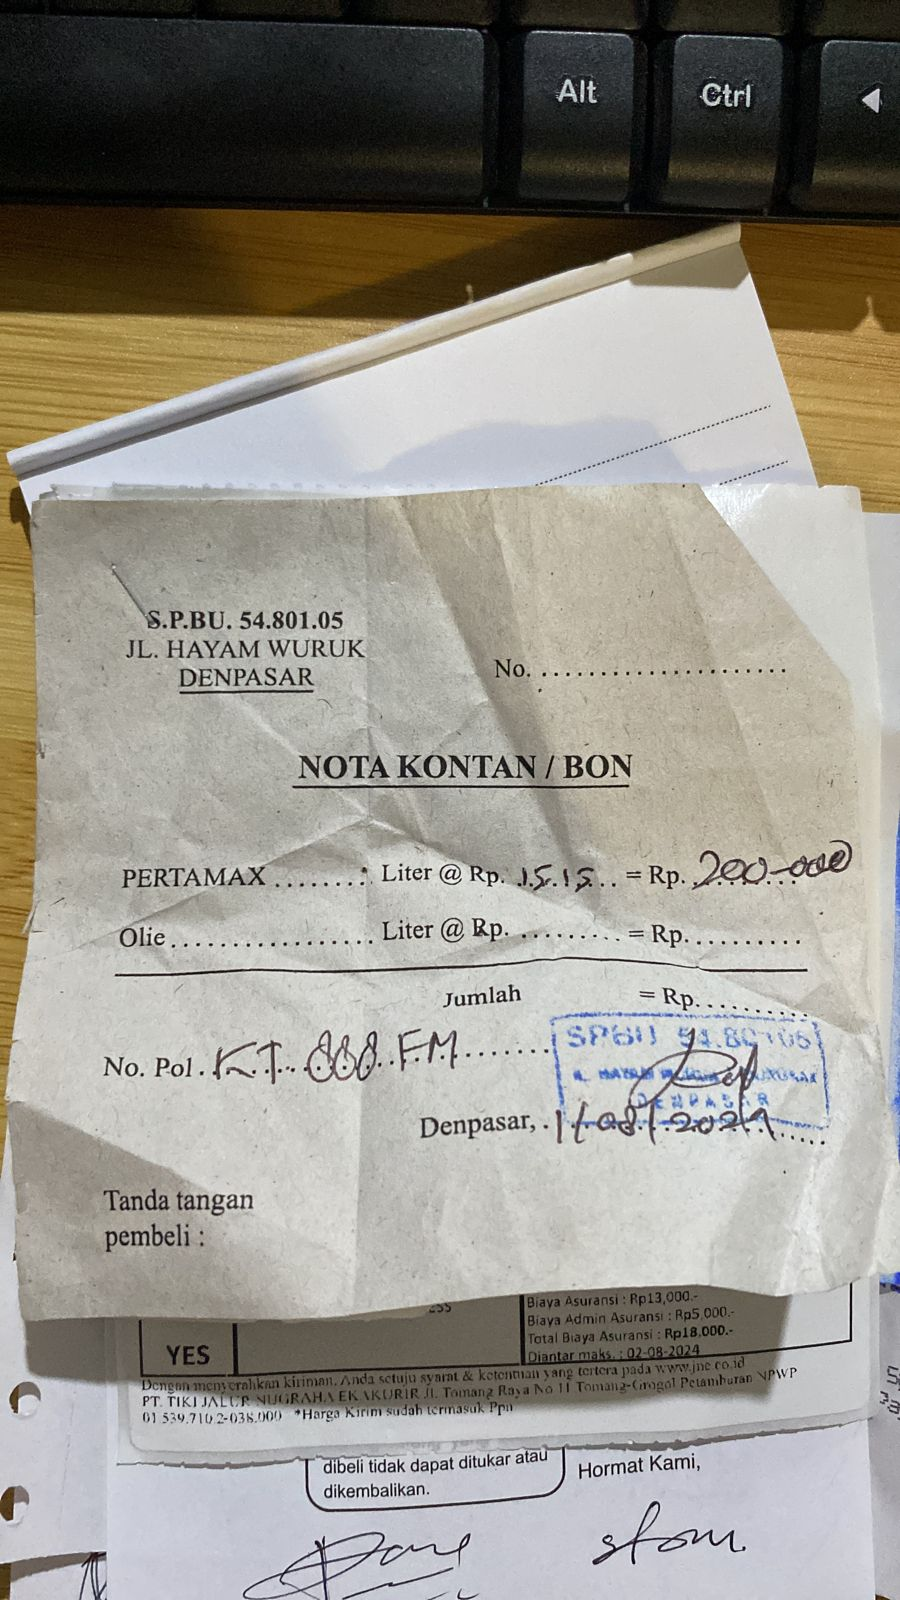 Alt Ctrl ◀
S.P.BU. 54.801.05
JL. HAYAM WURUK
DENPASAR
No. ......................
NOTA KONTAN / BON
PERTAMAX ........ Liter @ Rp. 15.15.. = Rp. 200-000
Olie.................. Liter @ Rp. ......... = Rp..........
Jumlah = Rp..........
No. Pol. KT 888 FM
SPBU 54.80105
DENPASAR
Denpasar, 1/08/2024
Tanda tangan
pembeli :
Biaya Asuransi : Rp13,000.-
Biaya Admin Asuransi : Rp5,000.-
Total Biaya Asuransi : Rp18,000.-
YES
Diantar maks. : 02-08-2024
Dengan menyerahkan kiriman. Anda setuju syarat & ketentuan yang tertera pada www.jne.co.id
PT. TIKI JALUR NUGRAHA EKAKURIR Jl. Tomang Raya No 11 Tomang-Grogol Petamburan NPWP
01 539.710.2-038.000 *Harga Kirim sudah termasuk Ppn
dibeli tidak dapat ditukar atau
dikembalikan.
Hormat Kami,